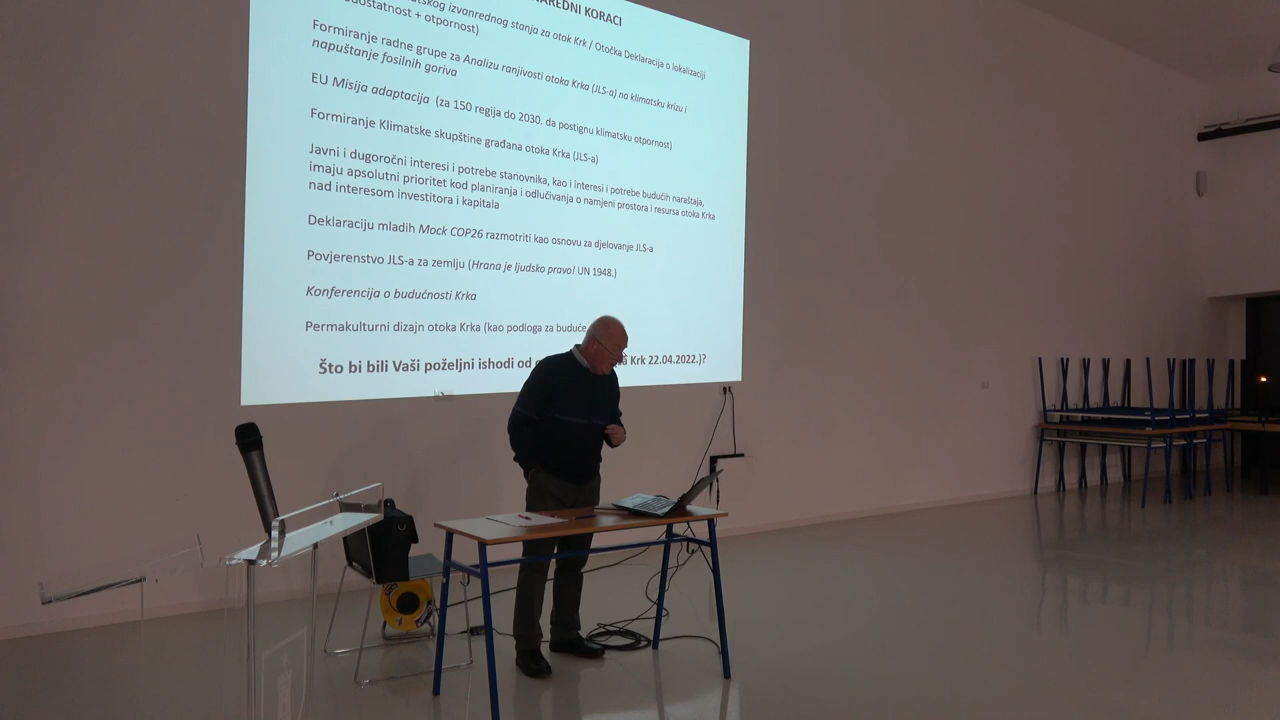 REDNI KORACI
izvanrednog stanja za otok Krk / Otočka Deklaracija o lokalizaciji
+ otpornost)
Formiranje radne grupe za Analizu ranjivosti otoka Krka (JLS-a) na klimatsku krizu i
napuštanje fosilnih goriva
EU Misija adaptacija (za 150 regija do 2030. da postignu klimatsku otpornost)
Formiranje Klimatske skupštine građana otoka Krka (JLS-a)
Javni i dugoročni interesi i potrebe stanovnika, kao i interesi i potrebe budućih naraštaja,
imaju apsolutni prioritet kod planiranja i odlučivanja o namjeni prostora i resursa otoka Krka
nad interesom investitora i kapitala
Deklaraciju mladih Mock COP26 razmotriti kao osnovu za djelovanje JLS-a
Povjerenstvo JLS-a za zemlju (Hrana je ljudsko pravo! UN 1948.)
Konferencija o budućnosti Krka
Permakulturni dizajn otoka Krka (kao podloga za buduće
Što bi bili Vaši poželjni ishodi od Krk 22.04.2022.)?